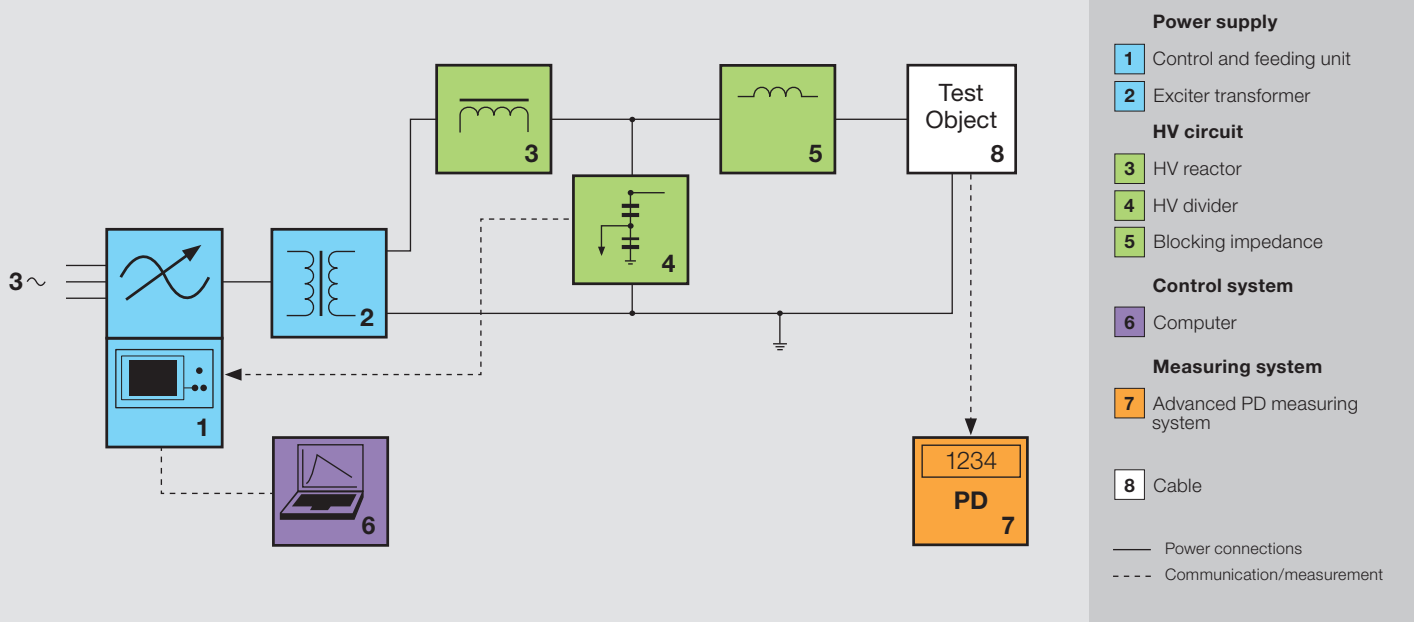 3
Test
Object
8
3
5
4
3~
2
1
6
1234
PD
7
Power supply
1 Control and feeding unit
2 Exciter transformer
HV circuit
3 HV reactor
4 HV divider
5 Blocking impedance
Control system
6 Computer
Measuring system
7 Advanced PD measuring
system
8 Cable
Power connections
Communication/measurement